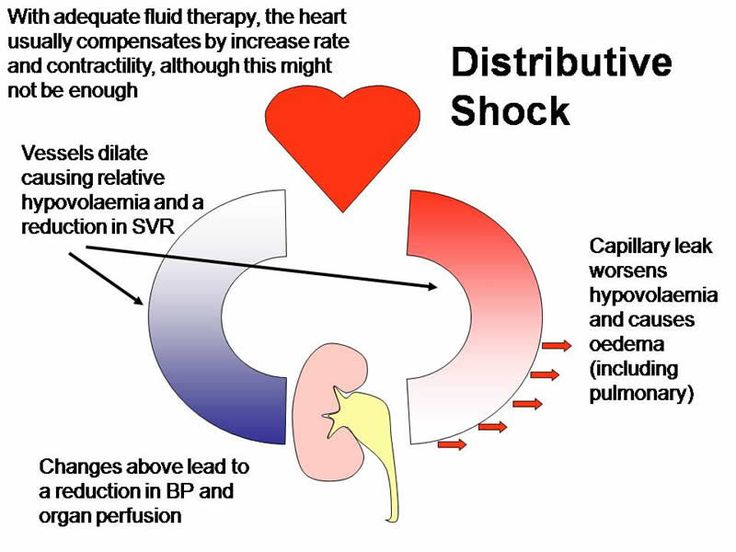 With adequate fluid therapy, the heart
usually compensates by increase rate
and contractility, although this might
not be enough
Distributive
Shock
Vessels dilate
causing relative
hypovolaemia and a
reduction in SVR
Capillary leak
worsens
hypovolaemia
and causes
oedema
(including
pulmonary)
Changes above lead to
a reduction in BP and
organ perfusion